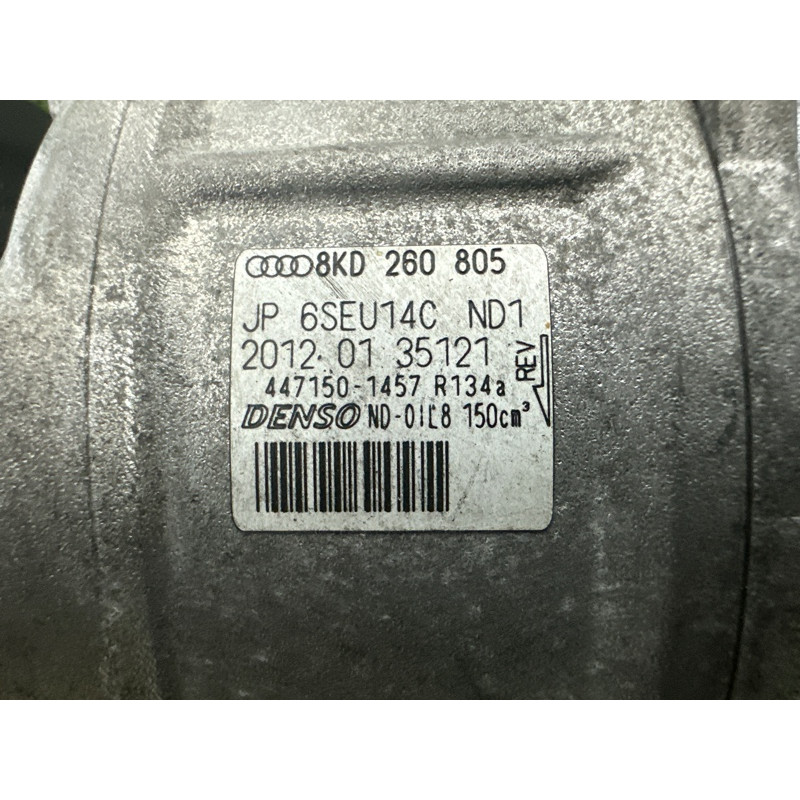 8KD 260 805
JP 6SEU14C ND1
2012 01 35121
447150-1457 R134a
DENSO ND-OIL8 150cm³
REV